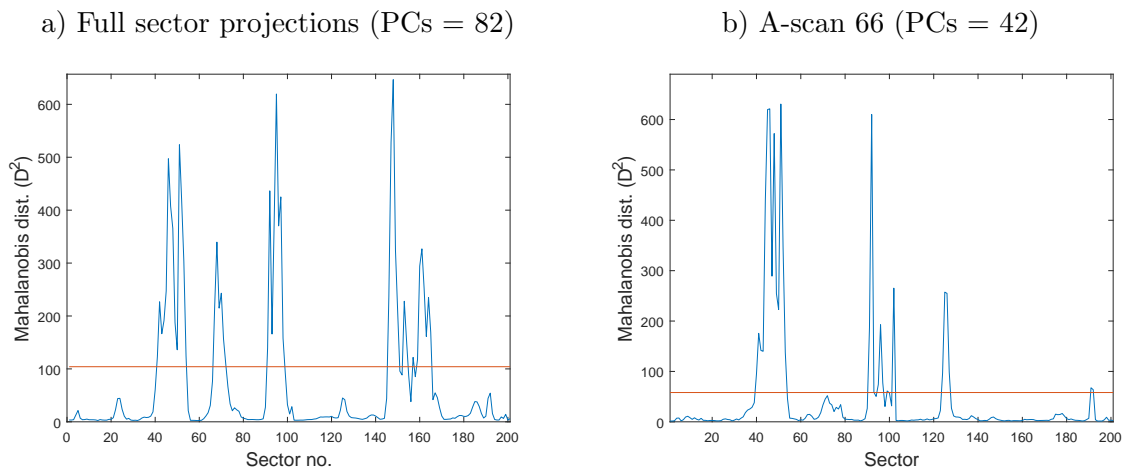 a) Full sector projections (PCs = 82)
b) A-scan 66 (PCs = 42)
600
500
400
300
200
100
0
Mahalanobis dist. (D²)
0 20 40 60 80 100 120 140 160 180 200
Sector no.
600
500
400
300
200
100
0
Mahalanobis dist. (D²)
20 40 60 80 100 120 140 160 180 200
Sector